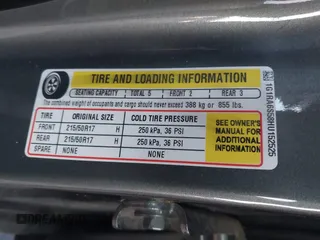 TIRE AND LOADING INFORMATION
SEATING CAPACITY TOTAL 5 FRONT 2 REAR 3
The combined weight of occupants and cargo should never exceed 388 kg or 855 lbs.
TIRE ORIGINAL SIZE COLD TIRE PRESSURE
FRONT 215/50R17 H 250 kPa, 36 PSI
REAR 215/50R17 H 250 kPa, 36 PSI
SPARE NONE NONE
SEE OWNER'S
MANUAL FOR
ADDITIONAL
INFORMATION